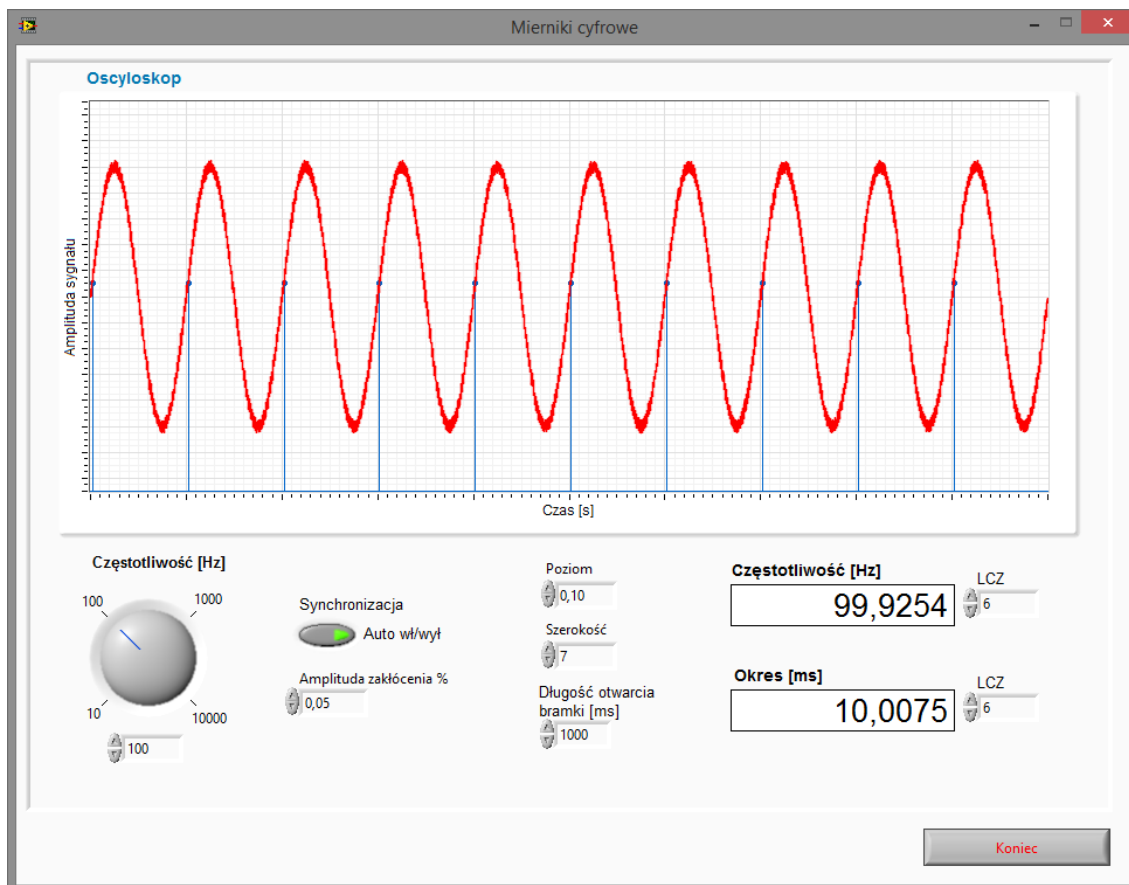 Mierniki cyfrowe
Oscyloskop
Amplituda sygnału
Czas [s]
Częstotliwość [Hz]
100
1000
10
10000
100
Synchronizacja
Auto wł/wył
Amplituda zakłócenia %
0,05
Poziom
0,10
Szerokość
7
Długość otwarcia
bramki [ms]
1000
Częstotliwość [Hz]
99,9254
LCZ
6
Okres [ms]
10,0075
LCZ
6
Koniec